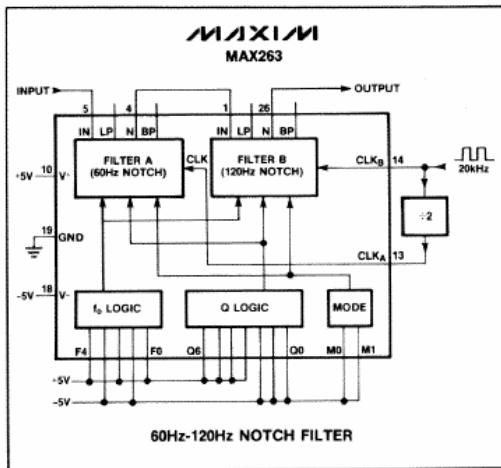 MAXIM
MAX263
INPUT
OUTPUT
5 4 1 26
IN LP N BP IN LP N BP
FILTER A
(60Hz NOTCH)
CLK
FILTER B
(120Hz NOTCH)
CLKB 14
20kHz
÷2
+5V 10 V+
19 GND
CLKA 13
-5V 18 V-
f₀ LOGIC
Q LOGIC
MODE
F4 F0 Q6 Q0 M0 M1
+5V
-5V
60Hz-120Hz NOTCH FILTER